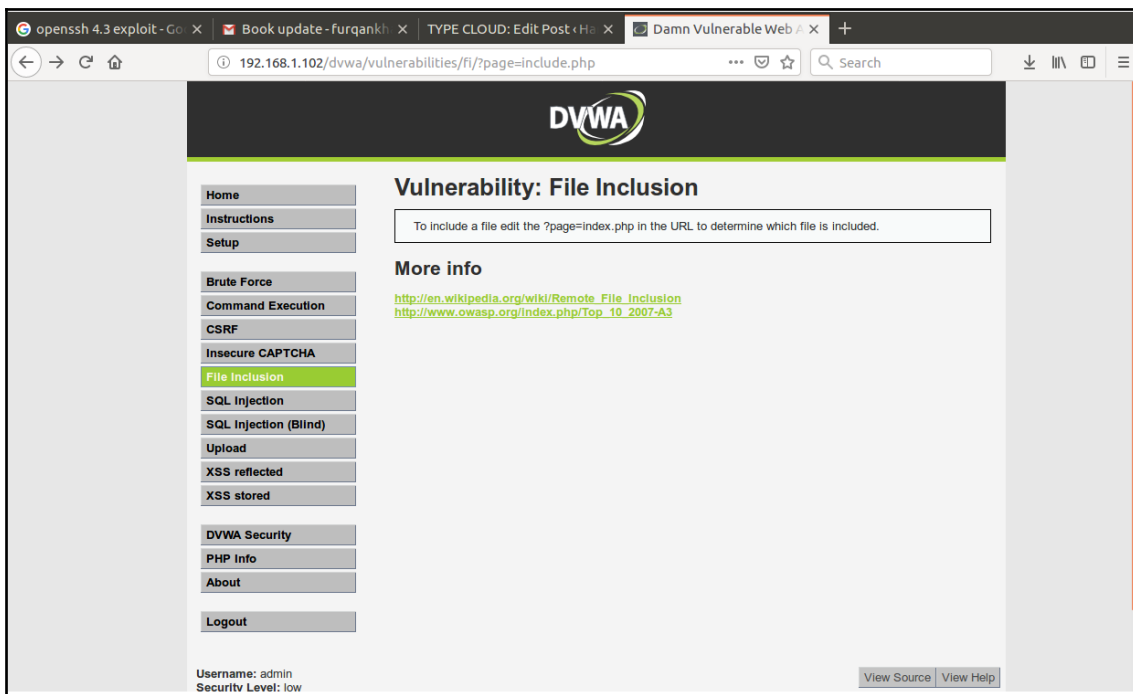 openssh 4.3 exploit - Go
Book update - furqankh
TYPE CLOUD: Edit Post ‹ Ha
Damn Vulnerable Web A
192.168.1.102/dvwa/vulnerabilities/fi/?page=include.php
Search
DVWA
Home
Instructions
Setup
Brute Force
Command Execution
CSRF
Insecure CAPTCHA
File Inclusion
SQL Injection
SQL Injection (Blind)
Upload
XSS reflected
XSS stored
DVWA Security
PHP Info
About
Logout
Vulnerability: File Inclusion
To include a file edit the ?page=index.php in the URL to determine which file is included.
More info
http://en.wikipedia.org/wiki/Remote_File_Inclusion
http://www.owasp.org/index.php/Top_10_2007-A3
Username: admin
Security Level: low
View Source
View Help